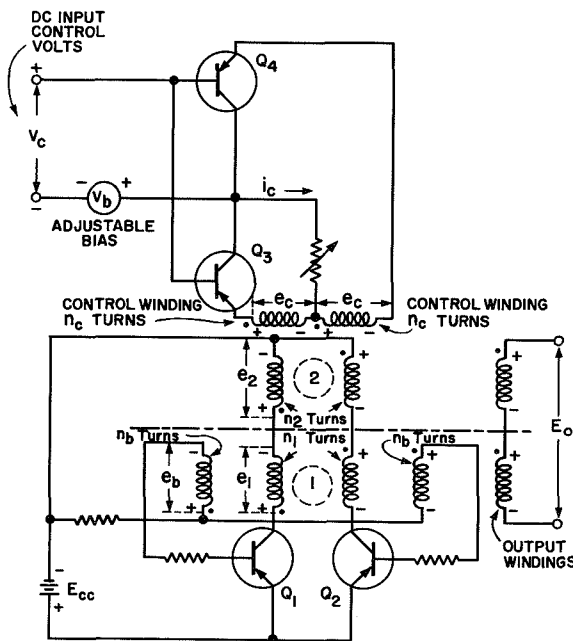 DC INPUT
CONTROL
VOLTS
+
Vc
−
Q4
− Vb +
ADJUSTABLE
BIAS
ic
Q3
ec ec
CONTROL WINDING
nc TURNS
+ − + −
CONTROL WINDING
nc TURNS
e2
−
+
2
+
−
n2 Turns
nb Turns
n1 Turns
nb Turns
eb
−
+
e1
−
+
1
+
−
+
−
+
−
+
−
Eo
OUTPUT
WINDINGS
−
Ecc
+
Q1
Q2